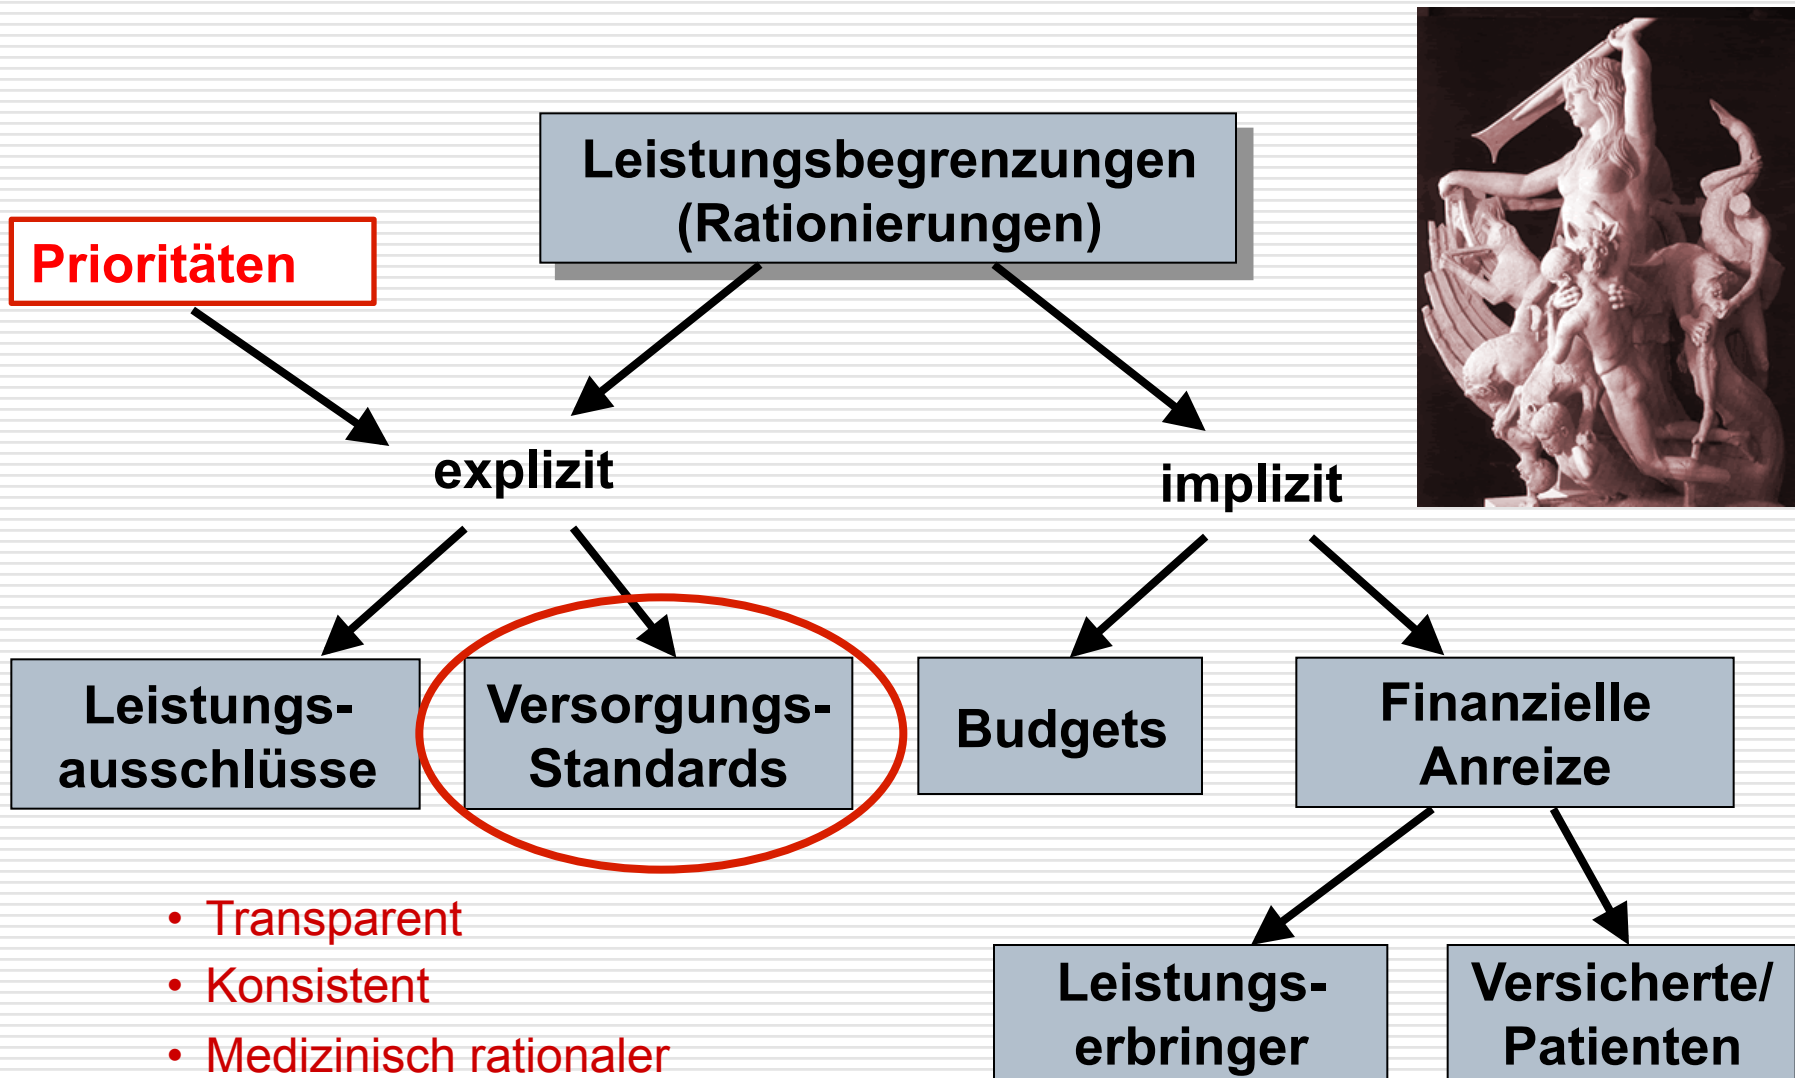 Leistungsbegrenzungen
(Rationierungen)
Prioritäten
explizit
implizit
Leistungs-
ausschlüsse
Versorgungs-
Standards
Budgets
Finanzielle
Anreize
• Transparent
• Konsistent
• Medizinisch rationaler
Leistungs-
erbringer
Versicherte/
Patienten